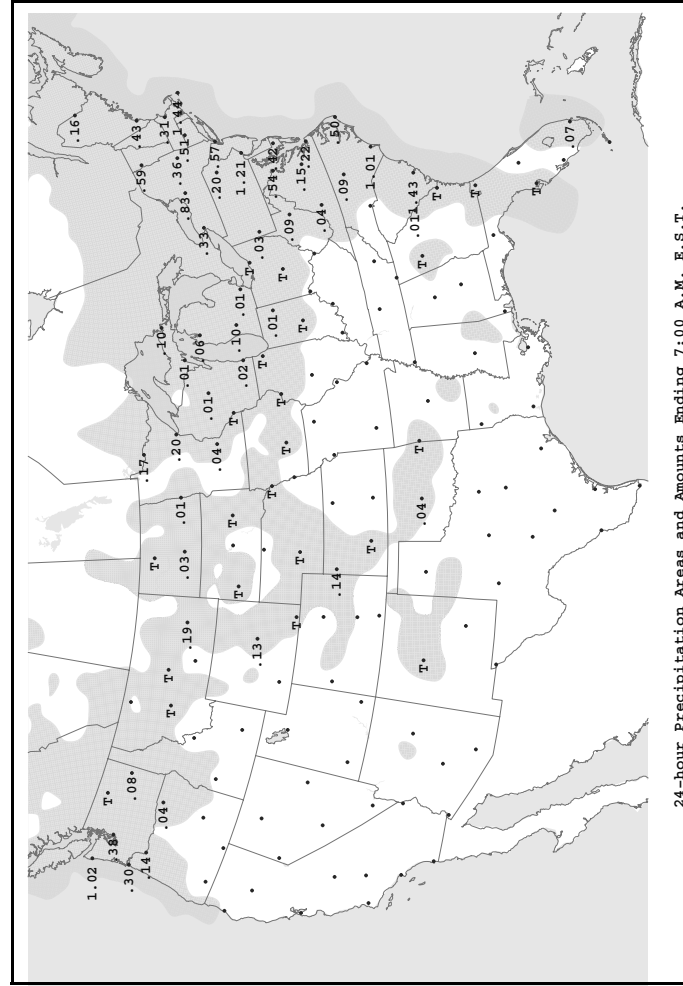 .16
1.02
T
.38
.30
.08
.43
.17
.59
.14
T
.04
.10
.31
T
T
.20
.36
1.44
.03
.01
.01
.83
.51
.19
.06
.33
.01
.04
.20
.57
T
T
T
.10
.01
1.21
.02
T
.13
T
.03
T
T
.01
.54
.42
T
T
.09
T
T
T
.15
.22
.04
.14
.50
.09
T
1.01
.01
1.43
T
T
.04
T
T
T
T
.07
24-hour Precipitation Areas and Amounts Ending 7:00 A.M. E.S.T.